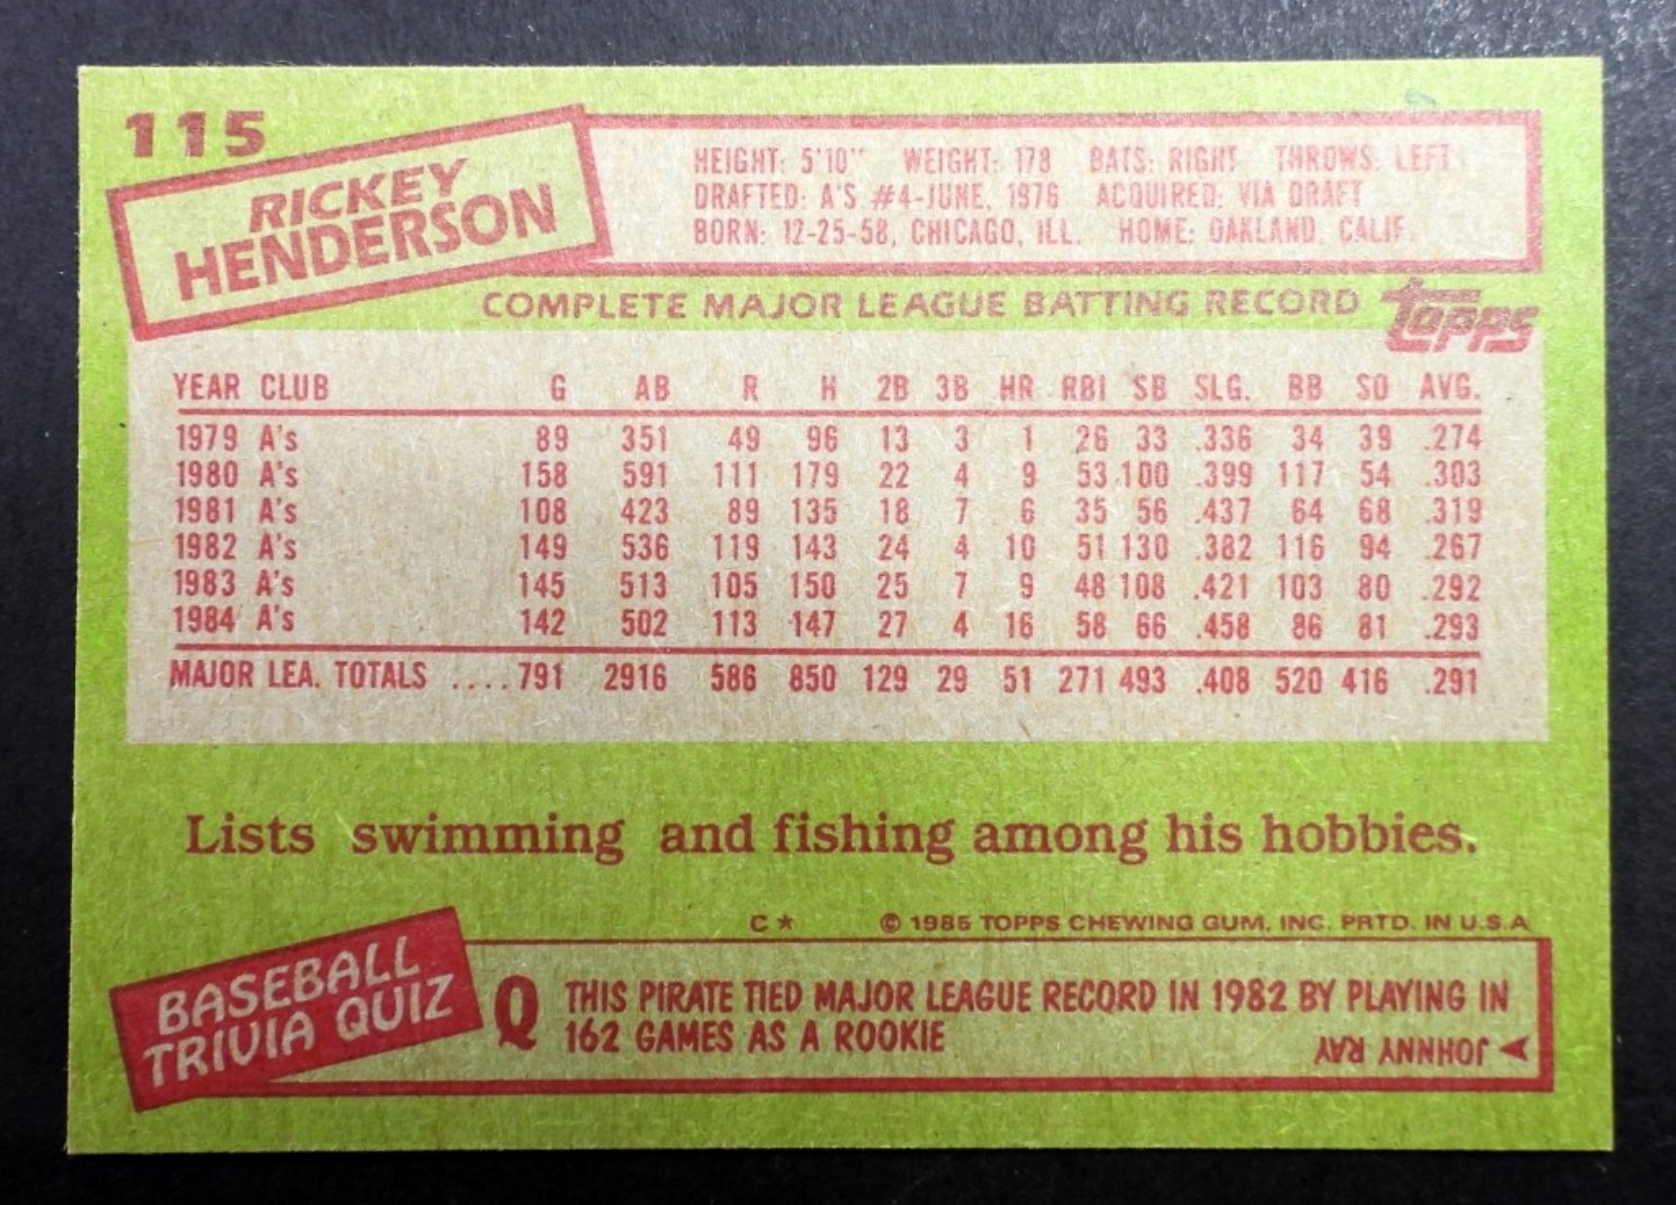 115
RICKEY
HENDERSON
HEIGHT: 5'10" WEIGHT: 178 BATS: RIGHT THROWS: LEFT
DRAFTED: A'S #4-JUNE, 1976 ACQUIRED: VIA DRAFT
BORN: 12-25-58, CHICAGO, ILL. HOME: OAKLAND, CALIF.
COMPLETE MAJOR LEAGUE BATTING RECORD topps
YEAR CLUB G AB R H 2B 3B HR RBI SB SLG. BB SO AVG.
1979 A's 89 351 49 96 13 3 1 26 33 .336 34 39 .274
1980 A's 158 591 111 179 22 4 9 53 100 .399 117 54 .303
1981 A's 108 423 89 135 18 7 6 35 56 .437 64 68 .319
1982 A's 149 536 119 143 24 4 10 51 130 .382 116 94 .267
1983 A's 145 513 105 150 25 7 9 48 108 .421 103 80 .292
1984 A's 142 502 113 147 27 4 16 58 66 .458 86 81 .293
MAJOR LEA. TOTALS ....791 2916 586 850 129 29 51 271 493 .408 520 416 .291
Lists swimming and fishing among his hobbies.
C★ © 1985 TOPPS CHEWING GUM, INC. PRTD. IN U.S.A
BASEBALL
TRIVIA QUIZ
Q THIS PIRATE TIED MAJOR LEAGUE RECORD IN 1982 BY PLAYING IN
162 GAMES AS A ROOKIE
JOHNNY RAY